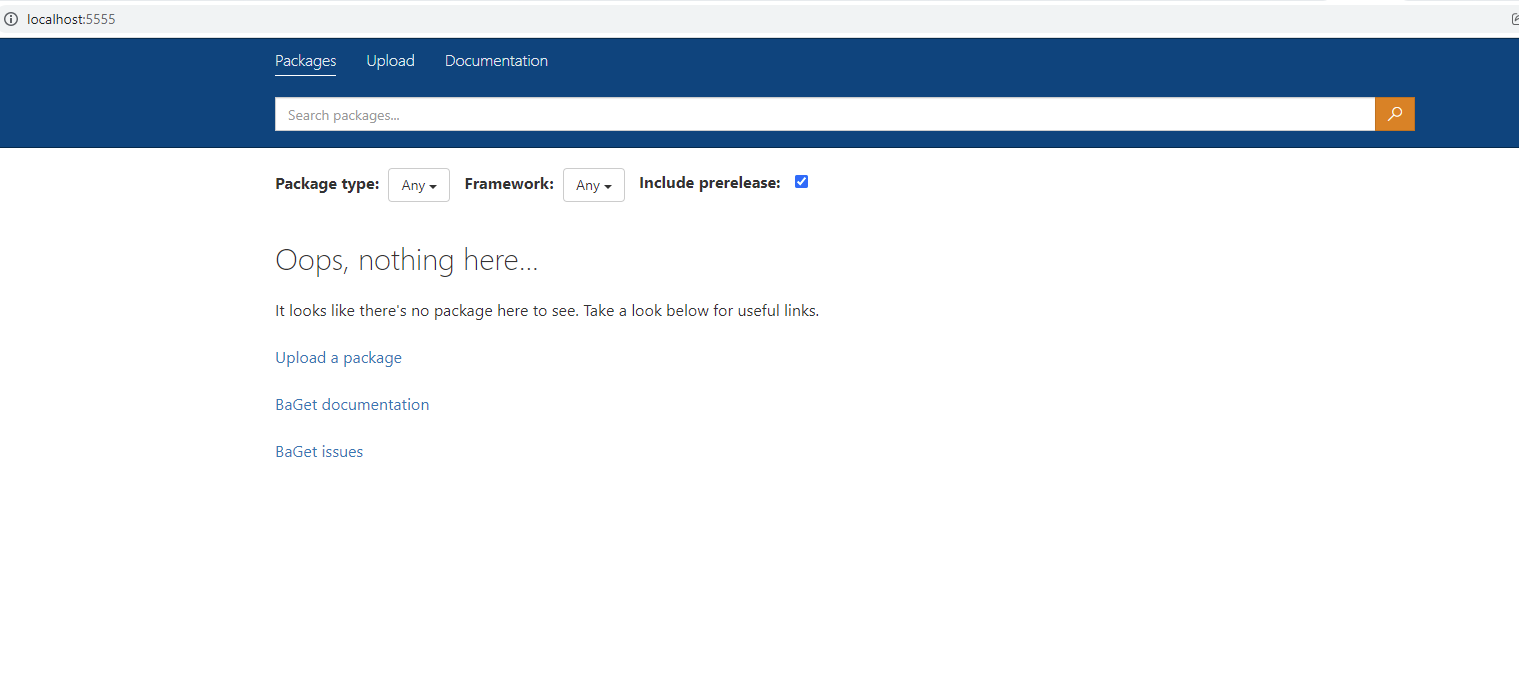 localhost:5555
Packages Upload Documentation
Search packages...
Package type: Any Framework: Any Include prerelease:
Oops, nothing here...
It looks like there's no package here to see. Take a look below for useful links.
Upload a package
BaGet documentation
BaGet issues